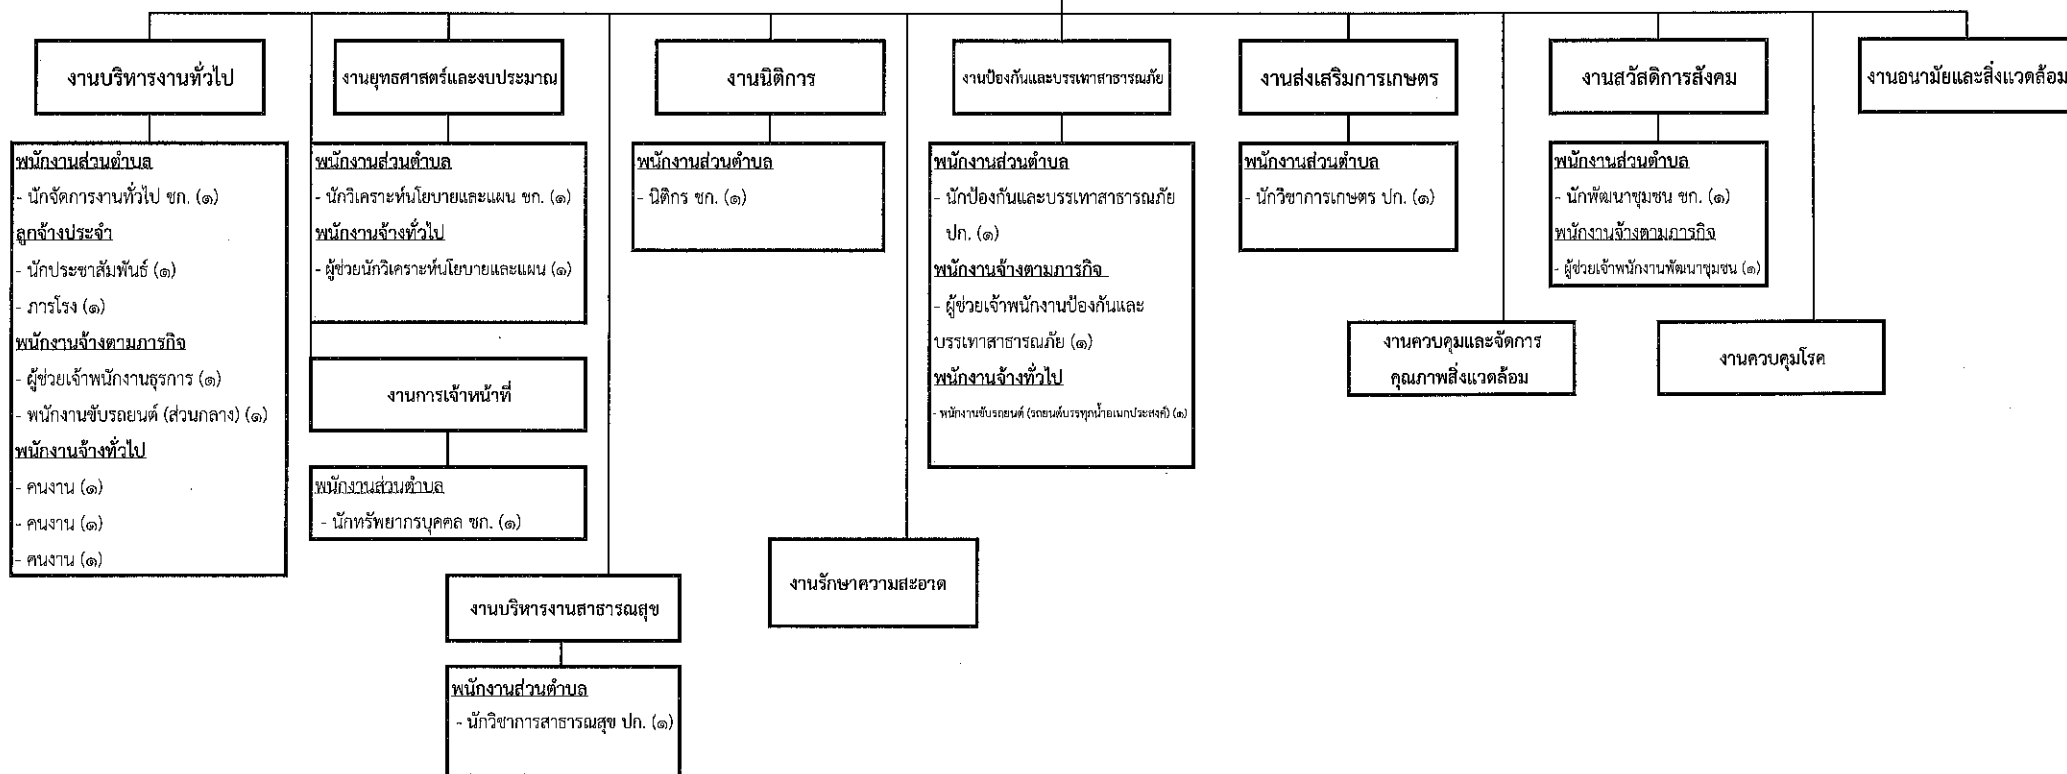 งานบริหารงานทั่วไป
พนักงานส่วนตำบล
- นักจัดการงานทั่วไป ชก. (๑)
ลูกจ้างประจำ
- นักประชาสัมพันธ์ (๑)
- ภารโรง (๑)
พนักงานจ้างตามภารกิจ
- ผู้ช่วยเจ้าพนักงานธุรการ (๑)
- พนักงานขับรถยนต์ (ส่วนกลาง) (๑)
พนักงานจ้างทั่วไป
- คนงาน (๑)
- คนงาน (๑)
- คนงาน (๑)
งานยุทธศาสตร์และงบประมาณ
พนักงานส่วนตำบล
- นักวิเคราะห์นโยบายและแผน ชก. (๑)
พนักงานจ้างทั่วไป
- ผู้ช่วยนักวิเคราะห์นโยบายและแผน (๑)
งานการเจ้าหน้าที่
พนักงานส่วนตำบล
- นักทรัพยากรบุคคล ชก. (๑)
งานบริหารงานสาธารณสุข
พนักงานส่วนตำบล
- นักวิชาการสาธารณสุข ปก. (๑)
งานนิติการ
พนักงานส่วนตำบล
- นิติกร ชก. (๑)
งานรักษาความสะอาด
งานป้องกันและบรรเทาสาธารณภัย
พนักงานส่วนตำบล
- นักป้องกันและบรรเทาสาธารณภัย
ปก. (๑)
พนักงานจ้างตามภารกิจ
- ผู้ช่วยเจ้าพนักงานป้องกันและ
บรรเทาสาธารณภัย (๑)
พนักงานจ้างทั่วไป
- พนักงานขับรถยนต์ (รถยนต์บรรทุกน้ำอเนกประสงค์) (๑)
งานส่งเสริมการเกษตร
พนักงานส่วนตำบล
- นักวิชาการเกษตร ปก. (๑)
งานควบคุมและจัดการ
คุณภาพสิ่งแวดล้อม
งานสวัสดิการสังคม
พนักงานส่วนตำบล
- นักพัฒนาชุมชน ชก. (๑)
พนักงานจ้างตามภารกิจ
- ผู้ช่วยเจ้าพนักงานพัฒนาชุมชน (๑)
งานควบคุมโรค
งานอนามัยและสิ่งแวดล้อม